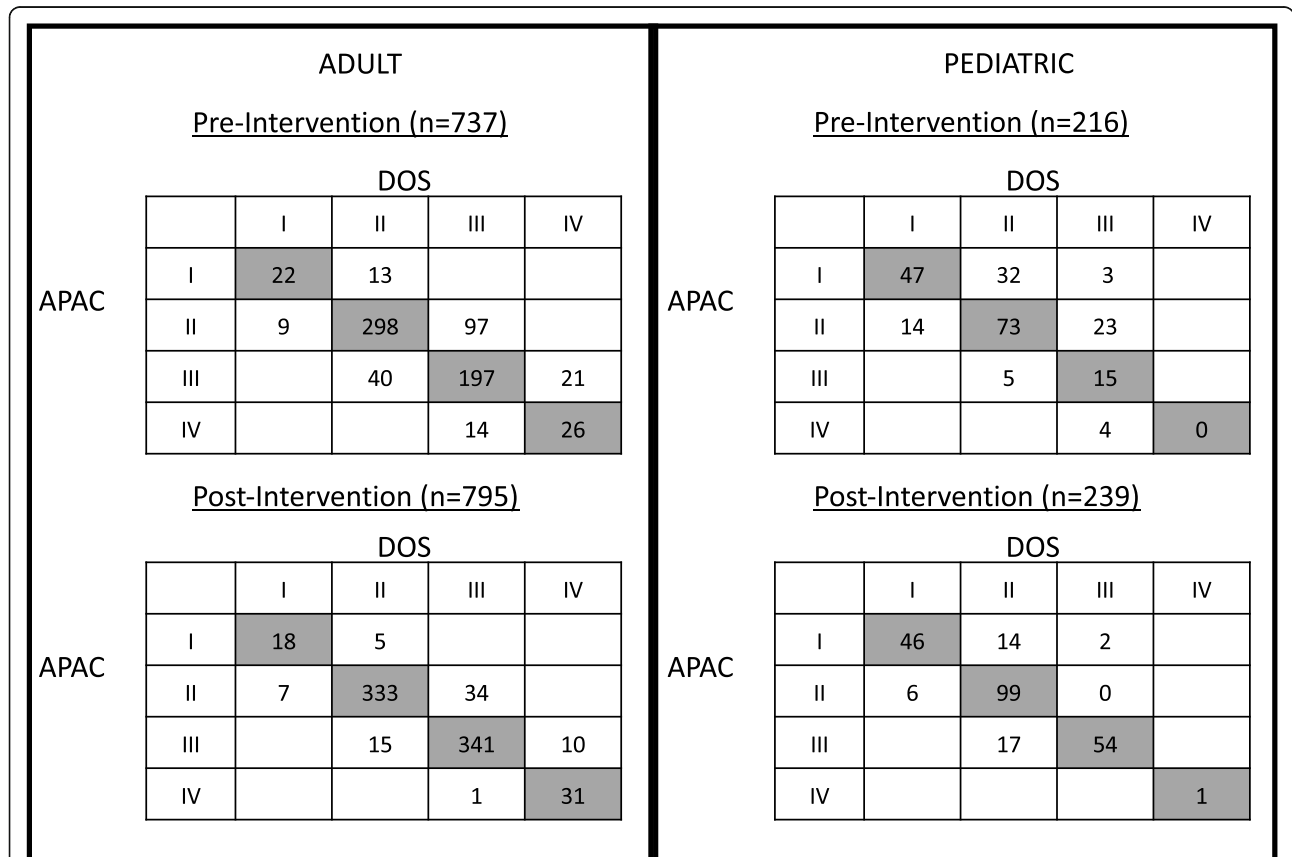 ADULT
Pre-Intervention (n=737)
DOS
I II III IV
I 22 13
APAC
II 9 298 97
III 40 197 21
IV 14 26
Post-Intervention (n=795)
DOS
I II III IV
I 18 5
APAC
II 7 333 34
III 15 341 10
IV 1 31
PEDIATRIC
Pre-Intervention (n=216)
DOS
I II III IV
I 47 32 3
APAC
II 14 73 23
III 5 15
IV 4 0
Post-Intervention (n=239)
DOS
I II III IV
I 46 14 2
APAC
II 6 99 0
III 17 54
IV 1